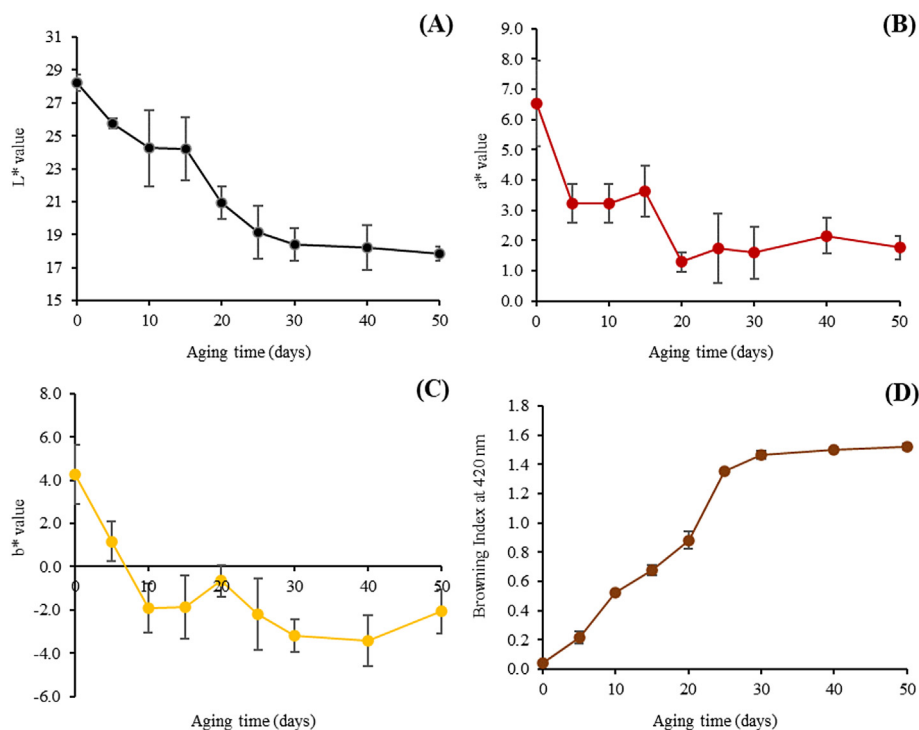 (A)
31
29
27
25
23
21
19
17
15
L* value
0 10 20 30 40 50
Aging time (days)
(B)
9.0
8.0
7.0
6.0
5.0
4.0
3.0
2.0
1.0
0.0
a* value
0 10 20 30 40 50
Aging time (days)
(C)
8.0
6.0
4.0
2.0
0.0
-2.0
-4.0
-6.0
b* value
0 10 20 30 40 50
Aging time (days)
(D)
1.8
1.6
1.4
1.2
1.0
0.8
0.6
0.4
0.2
0.0
Browning Index at 420 nm
0 10 20 30 40 50
Aging time (days)